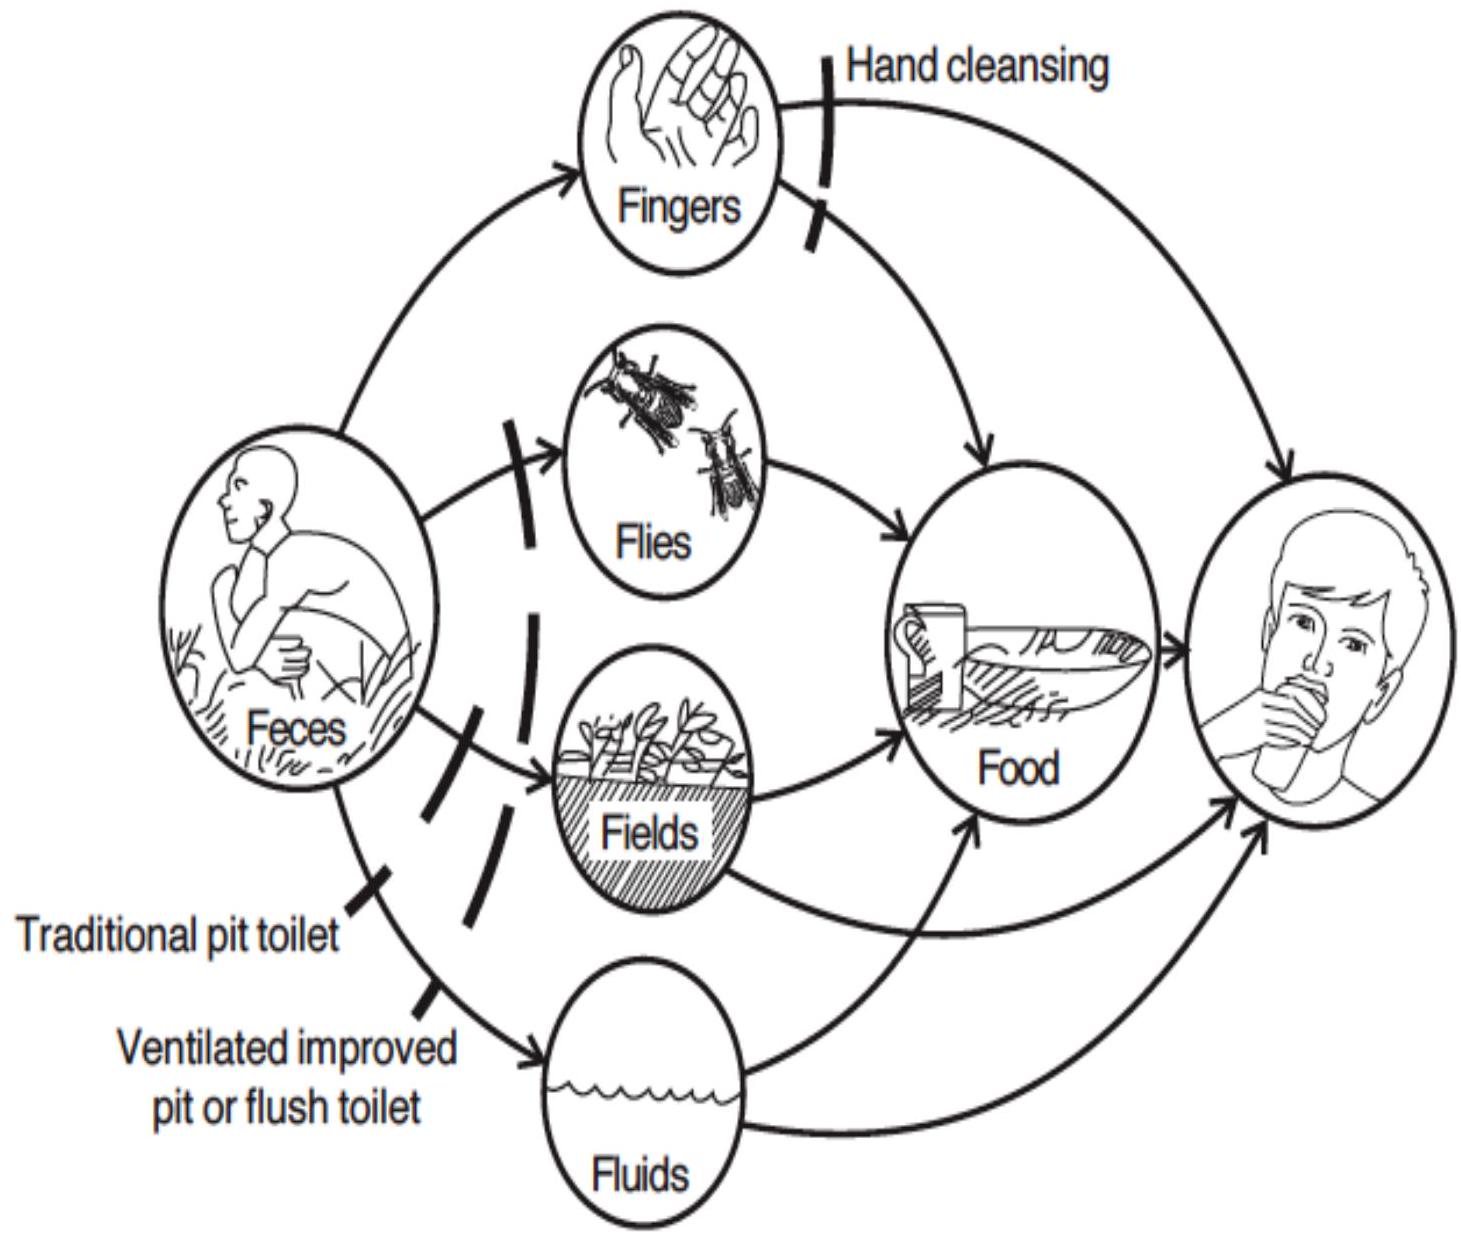 Hand cleansing
Fingers
Flies
Feces
Food
Fields
Traditional pit toilet
Ventilated improved
pit or flush toilet
Fluids